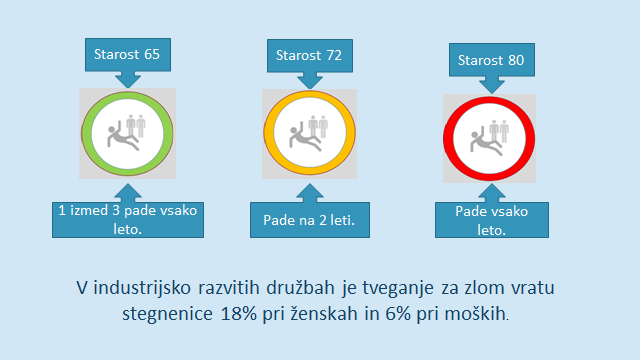 Starost 65
Starost 72
Starost 80
1 izmed 3 pade vsako
leto.
Pade na 2 leti.
Pade vsako
leto.
V industrijsko razvitih družbah je tveganje za zlom vratu
stegnenice 18% pri ženskah in 6% pri moških.